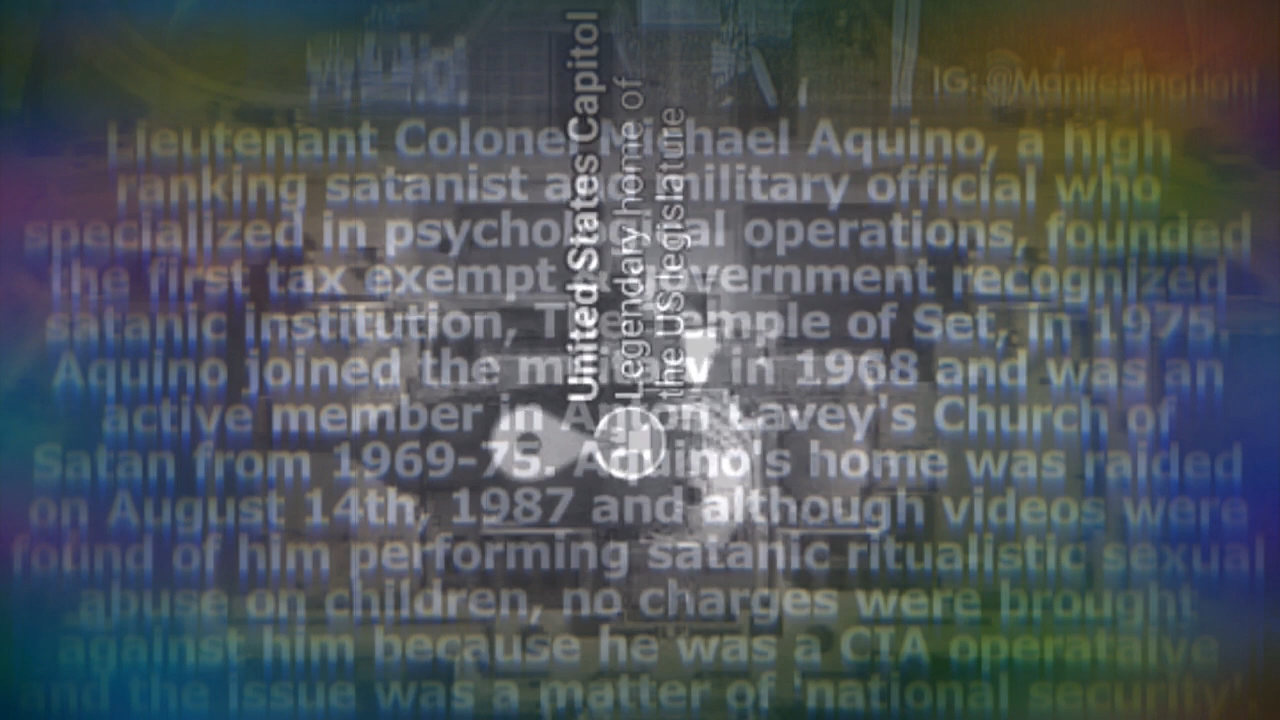 IG: @ManifestingLight
Lieutenant Colonel Michael Aquino, a high
ranking satanist and military official who
specialized in psychological operations, founded
the first tax exempt & government recognized
satanic institution, The Temple of Set, in 1975.
Aquino joined the military in 1968 and was an
active member in Anton Lavey's Church of
Satan from 1969-75. Aquino's home was raided
on August 14th, 1987 and although videos were
found of him performing satanic ritualistic sexual
abuse on children, no charges were brought
against him because he was a CIA operataive
and the issue was a matter of 'national security'.
United States Capitol
Legendary home of
the US legislature